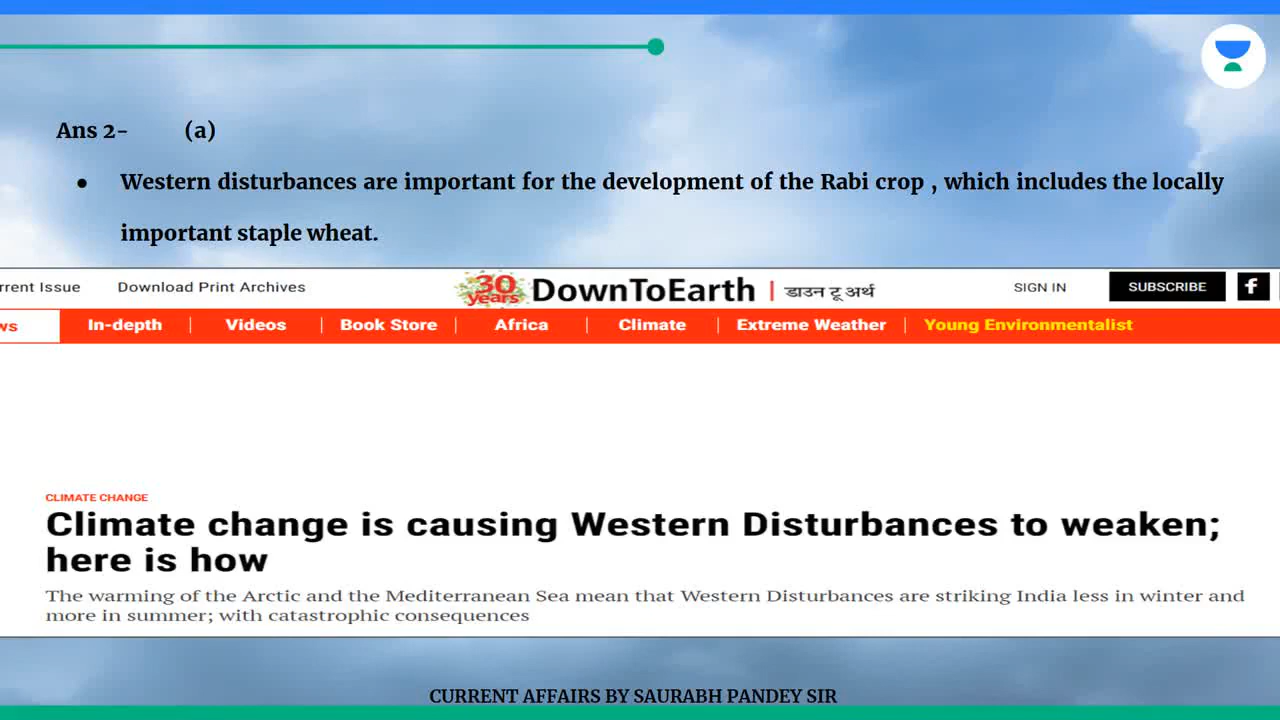 Ans 2- (a)
● Western disturbances are important for the development of the Rabi crop , which includes the locally
important staple wheat.
rrent Issue Download Print Archives 30 years DownToEarth | डाउन टू अर्थ SIGN IN SUBSCRIBE f
ws In-depth | Videos | Book Store | Africa | Climate | Extreme Weather | Young Environmentalist
CLIMATE CHANGE
Climate change is causing Western Disturbances to weaken;
here is how
The warming of the Arctic and the Mediterranean Sea mean that Western Disturbances are striking India less in winter and
more in summer; with catastrophic consequences
CURRENT AFFAIRS BY SAURABH PANDEY SIR